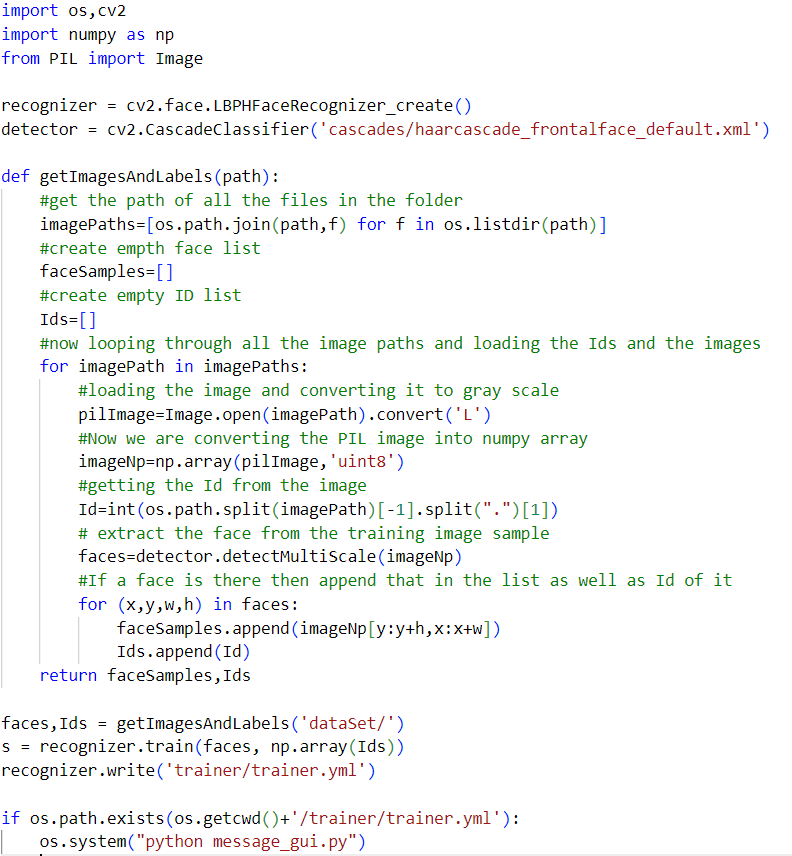 import os,cv2
import numpy as np
from PIL import Image

recognizer = cv2.face.LBPHFaceRecognizer_create()
detector = cv2.CascadeClassifier('cascades/haarcascade_frontalface_default.xml')

def getImagesAndLabels(path):
    #get the path of all the files in the folder
    imagePaths=[os.path.join(path,f) for f in os.listdir(path)]
    #create empth face list
    faceSamples=[]
    #create empty ID list
    Ids=[]
    #now looping through all the image paths and loading the Ids and the images
    for imagePath in imagePaths:
        #loading the image and converting it to gray scale
        pilImage=Image.open(imagePath).convert('L')
        #Now we are converting the PIL image into numpy array
        imageNp=np.array(pilImage,'uint8')
        #getting the Id from the image
        Id=int(os.path.split(imagePath)[-1].split(".")[1])
        # extract the face from the training image sample
        faces=detector.detectMultiScale(imageNp)
        #If a face is there then append that in the list as well as Id of it
        for (x,y,w,h) in faces:
            faceSamples.append(imageNp[y:y+h,x:x+w])
            Ids.append(Id)
    return faceSamples,Ids

faces,Ids = getImagesAndLabels('dataSet/')
s = recognizer.train(faces, np.array(Ids))
recognizer.write('trainer/trainer.yml')

if os.path.exists(os.getcwd()+'/trainer/trainer.yml'):
    os.system("python message_gui.py")